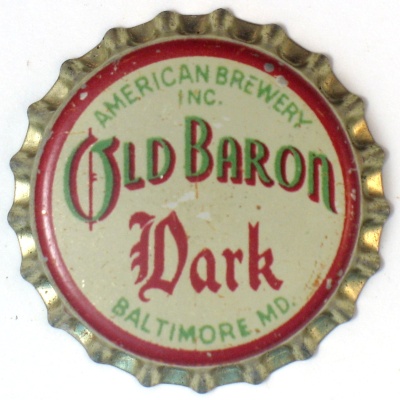 AMERICAN BREWERY
INC.
OLD BARON
Dark
BALTIMORE, MD.